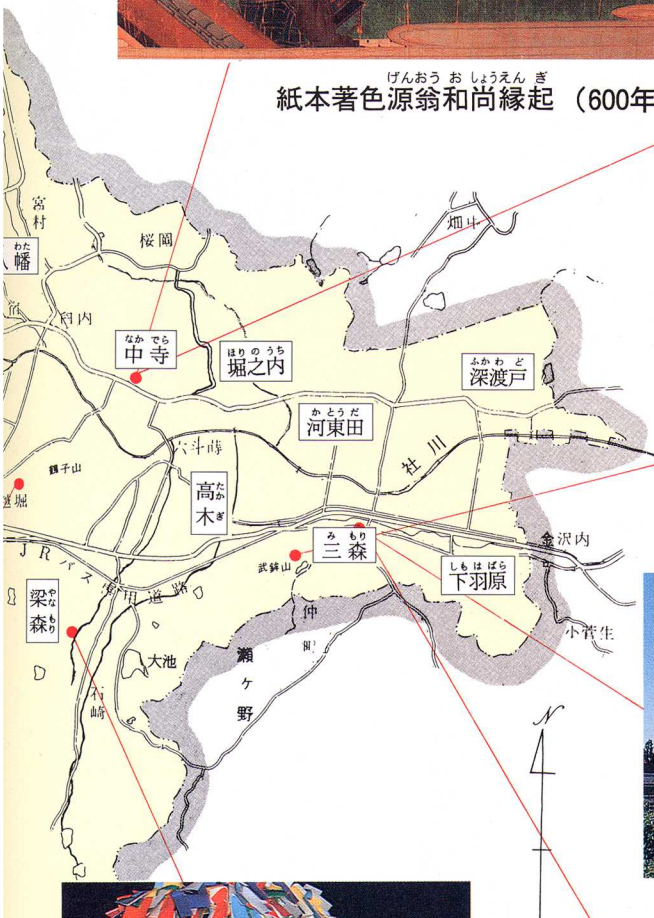 げんおう お しょうえん ぎ
紙本著色源翁和尚縁起（600年
宮村
畑中
桜岡
わた
八幡
宿
臼内
なか でら
中寺
ほり の うち
堀之内
ふか わ ど
深渡戸
か とう だ
河東田
社川
六斗蒔
鶴子山
たか ぎ
高木
み もり
三森
しも は ばら
下羽原
金沢内
武鉾山
JRバス
道路
やな もり
梁森
仲町
小菅生
大池
瀬ヶ野
石崎
N